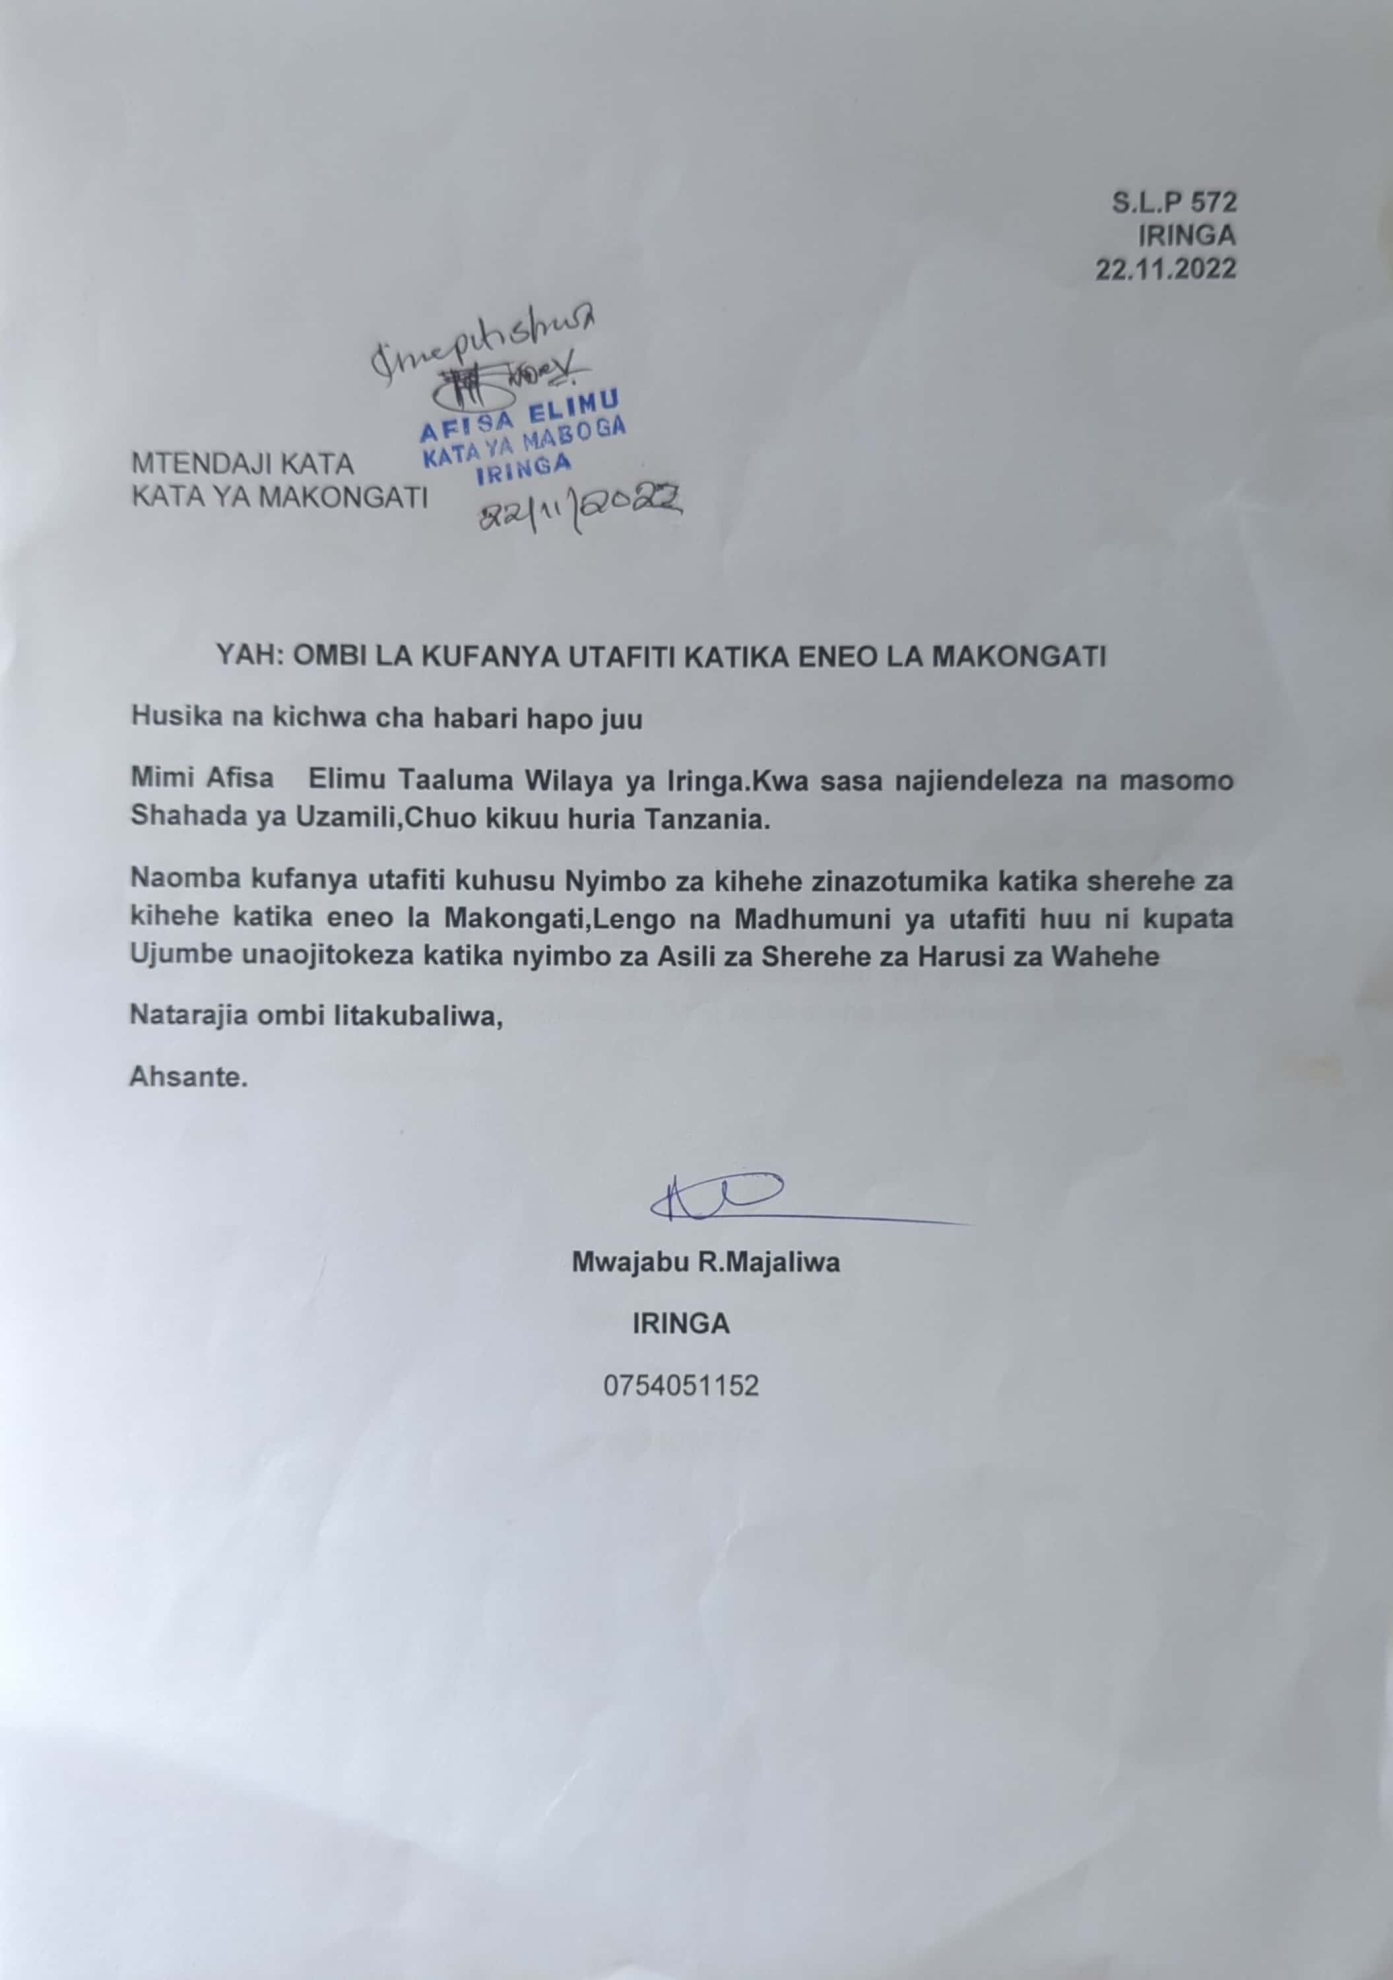 S.L.P 572
IRINGA
22.11.2022
Imepitishwa
AFISA ELIMU
KATA YA MABOGA
IRINGA
22/11/2022
MTENDAJI KATA
KATA YA MAKONGATI
YAH: OMBI LA KUFANYA UTAFITI KATIKA ENEO LA MAKONGATI
Husika na kichwa cha habari hapo juu
Mimi Afisa Elimu Taaluma Wilaya ya Iringa.Kwa sasa najiendeleza na masomo
Shahada ya Uzamili,Chuo kikuu huria Tanzania.
Naomba kufanya utafiti kuhusu Nyimbo za kihehe zinazotumika katika sherehe za
kihehe katika eneo la Makongati,Lengo na Madhumuni ya utafiti huu ni kupata
Ujumbe unaojitokeza katika nyimbo za Asili za Sherehe za Harusi za Wahehe
Natarajia ombi litakubaliwa,
Ahsante.
Mwajabu R.Majaliwa
IRINGA
0754051152